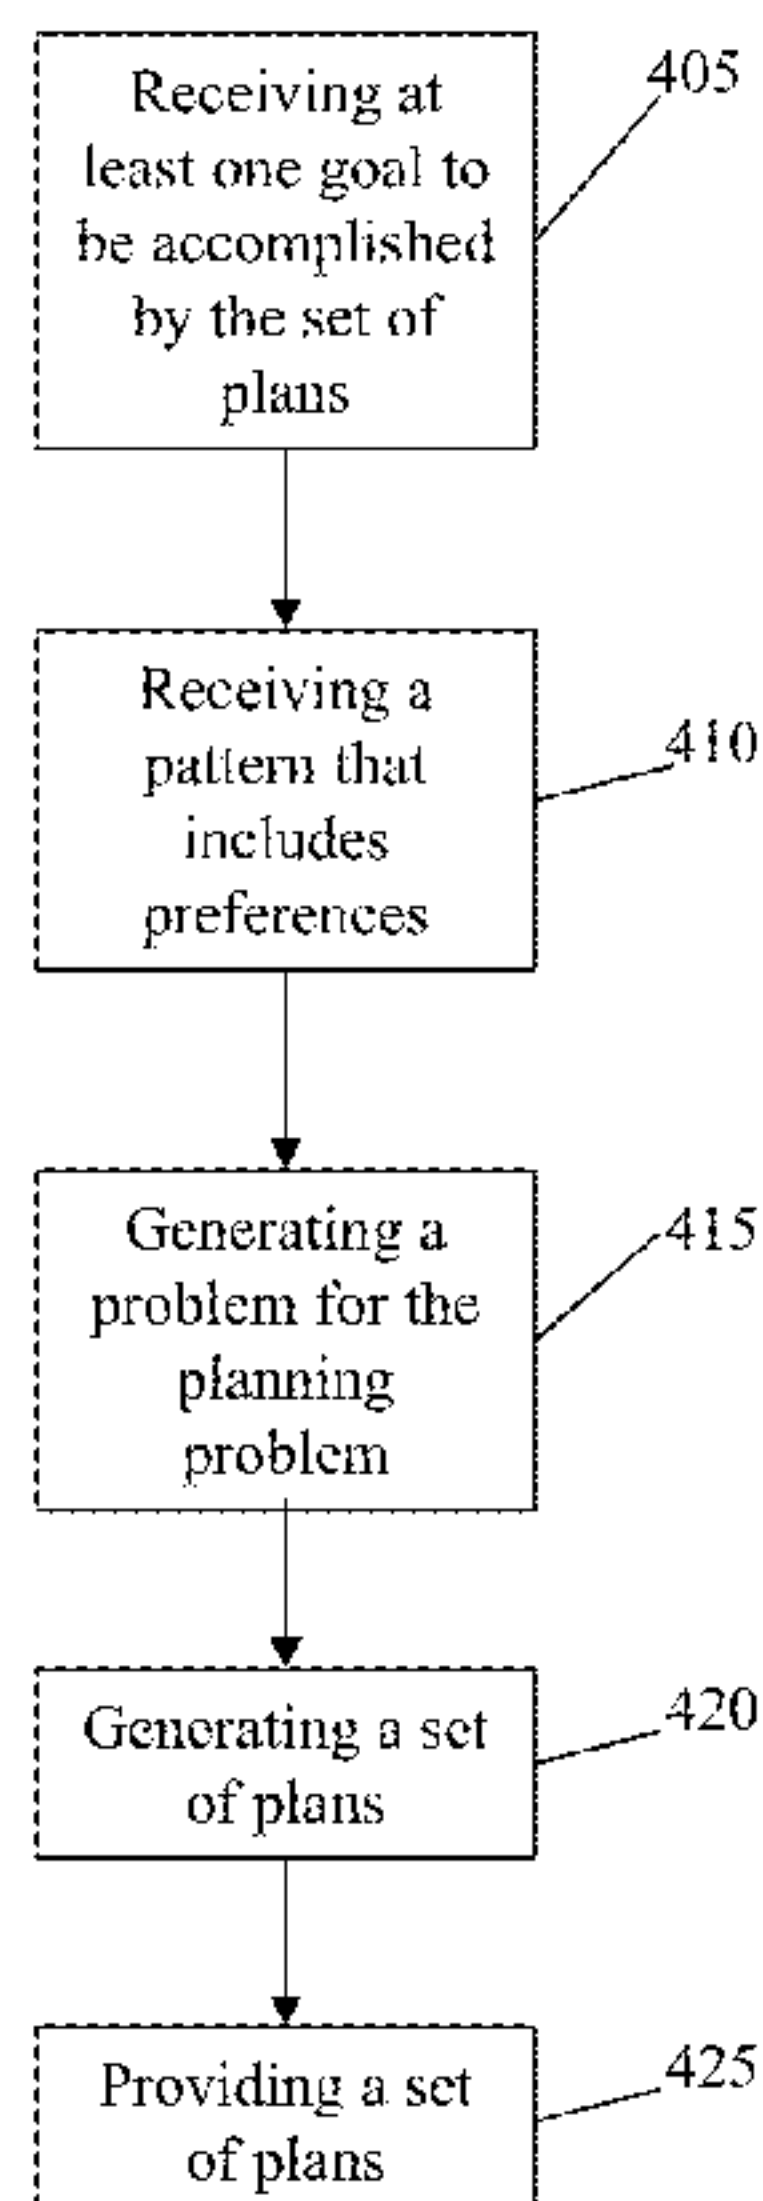 Receiving at
least one goal to
be accomplished
by the set of
plans
405
Receiving a
pattern that
includes
preferences
410
Generating a
problem for the
planning
problem
415
Generating a set
of plans
420
Providing a set
of plans
425